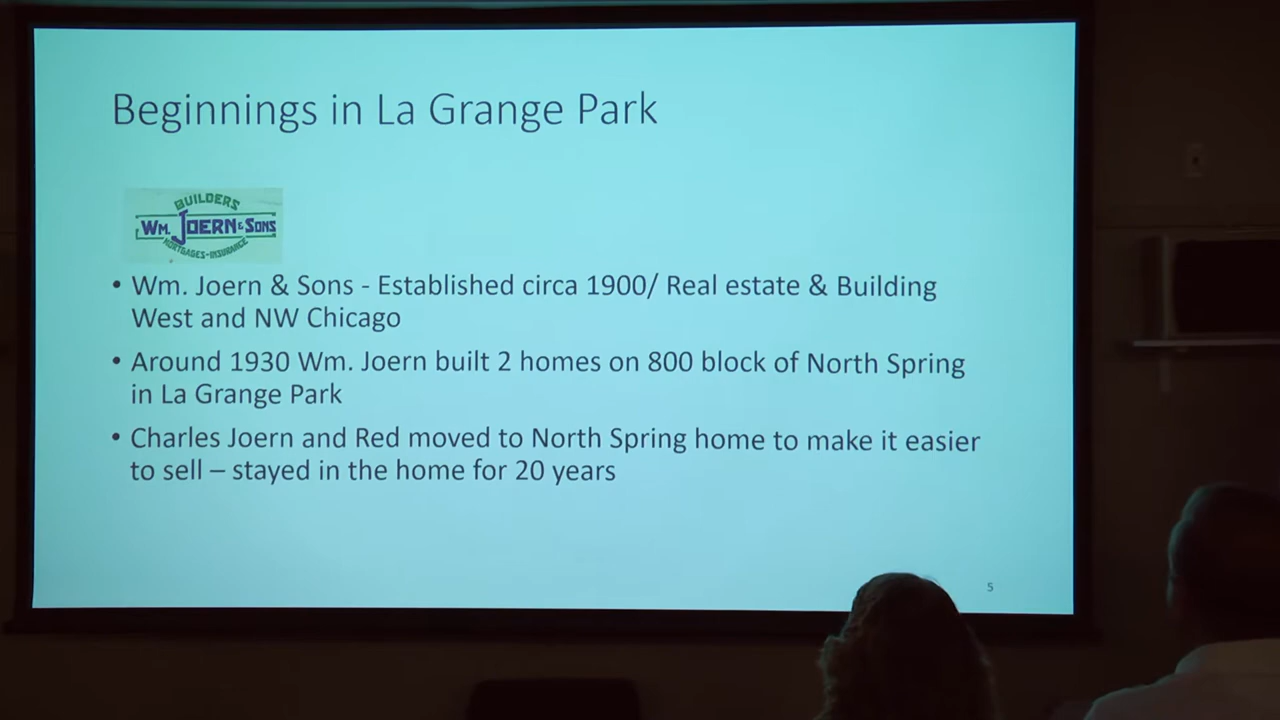 Beginnings in La Grange Park
BUILDERS
WM. JOERN & SONS
MORTGAGES-INSURANCE
• Wm. Joern & Sons - Established circa 1900/ Real estate & Building
West and NW Chicago
• Around 1930 Wm. Joern built 2 homes on 800 block of North Spring
in La Grange Park
• Charles Joern and Red moved to North Spring home to make it easier
to sell – stayed in the home for 20 years
5